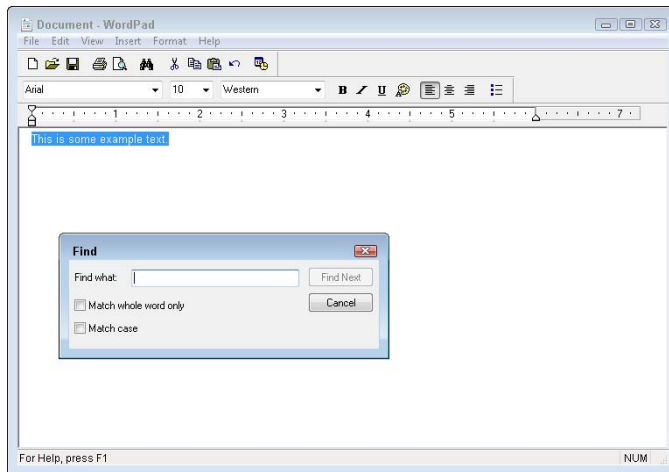 Document - WordPad
File Edit View Insert Format Help
Arial 10 Western B / U
1 2 3 4 5 7
This is some example text.
Find
Find what:
Find Next
Match whole word only
Cancel
Match case
For Help, press F1 NUM